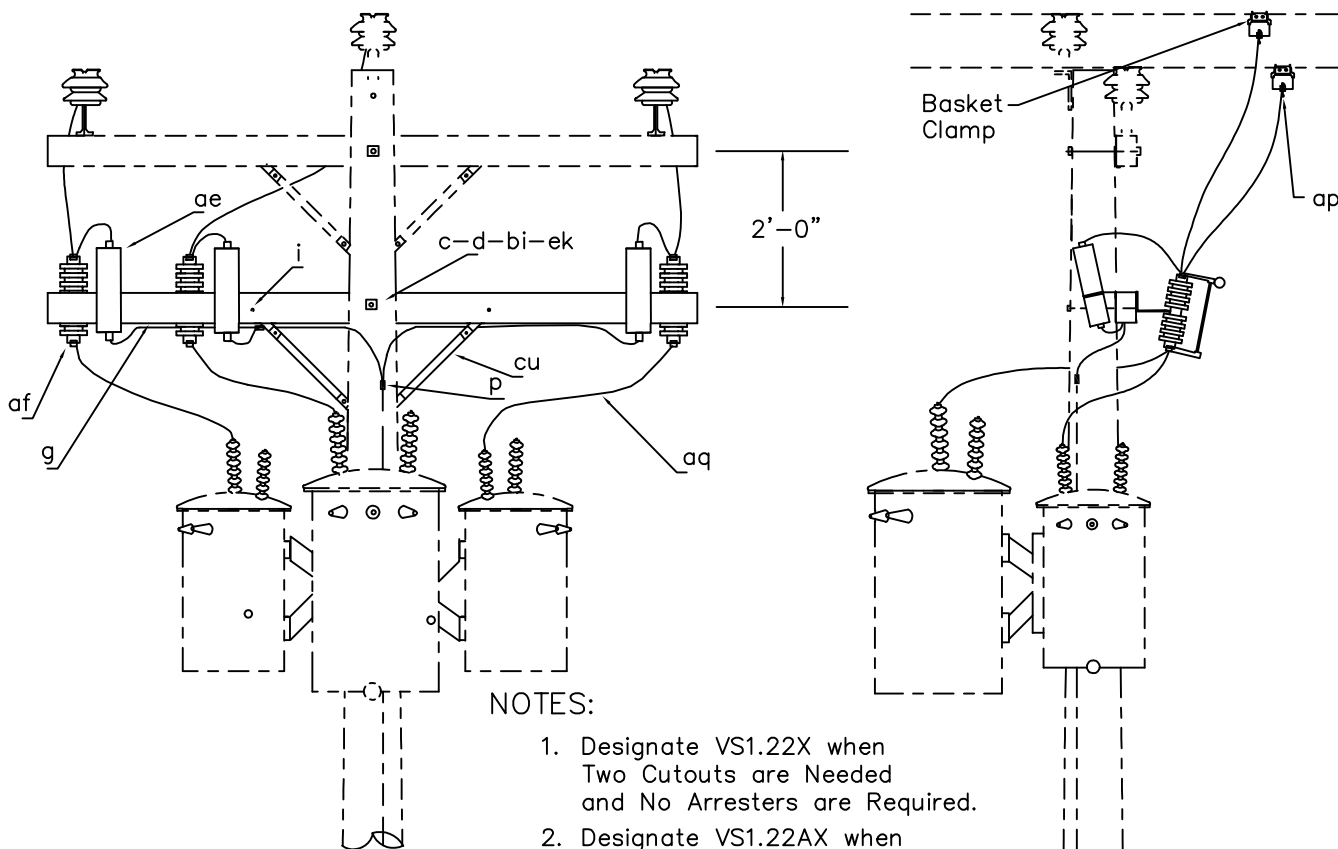 Basket
Clamp
ap
ae
i
c-d-bi-ek
2'-0"
af
g
p
cu
aq
NOTES:
1. Designate VS1.22X when
Two Cutouts are Needed
and No Arresters are Required.
2. Designate VS1.22AX when